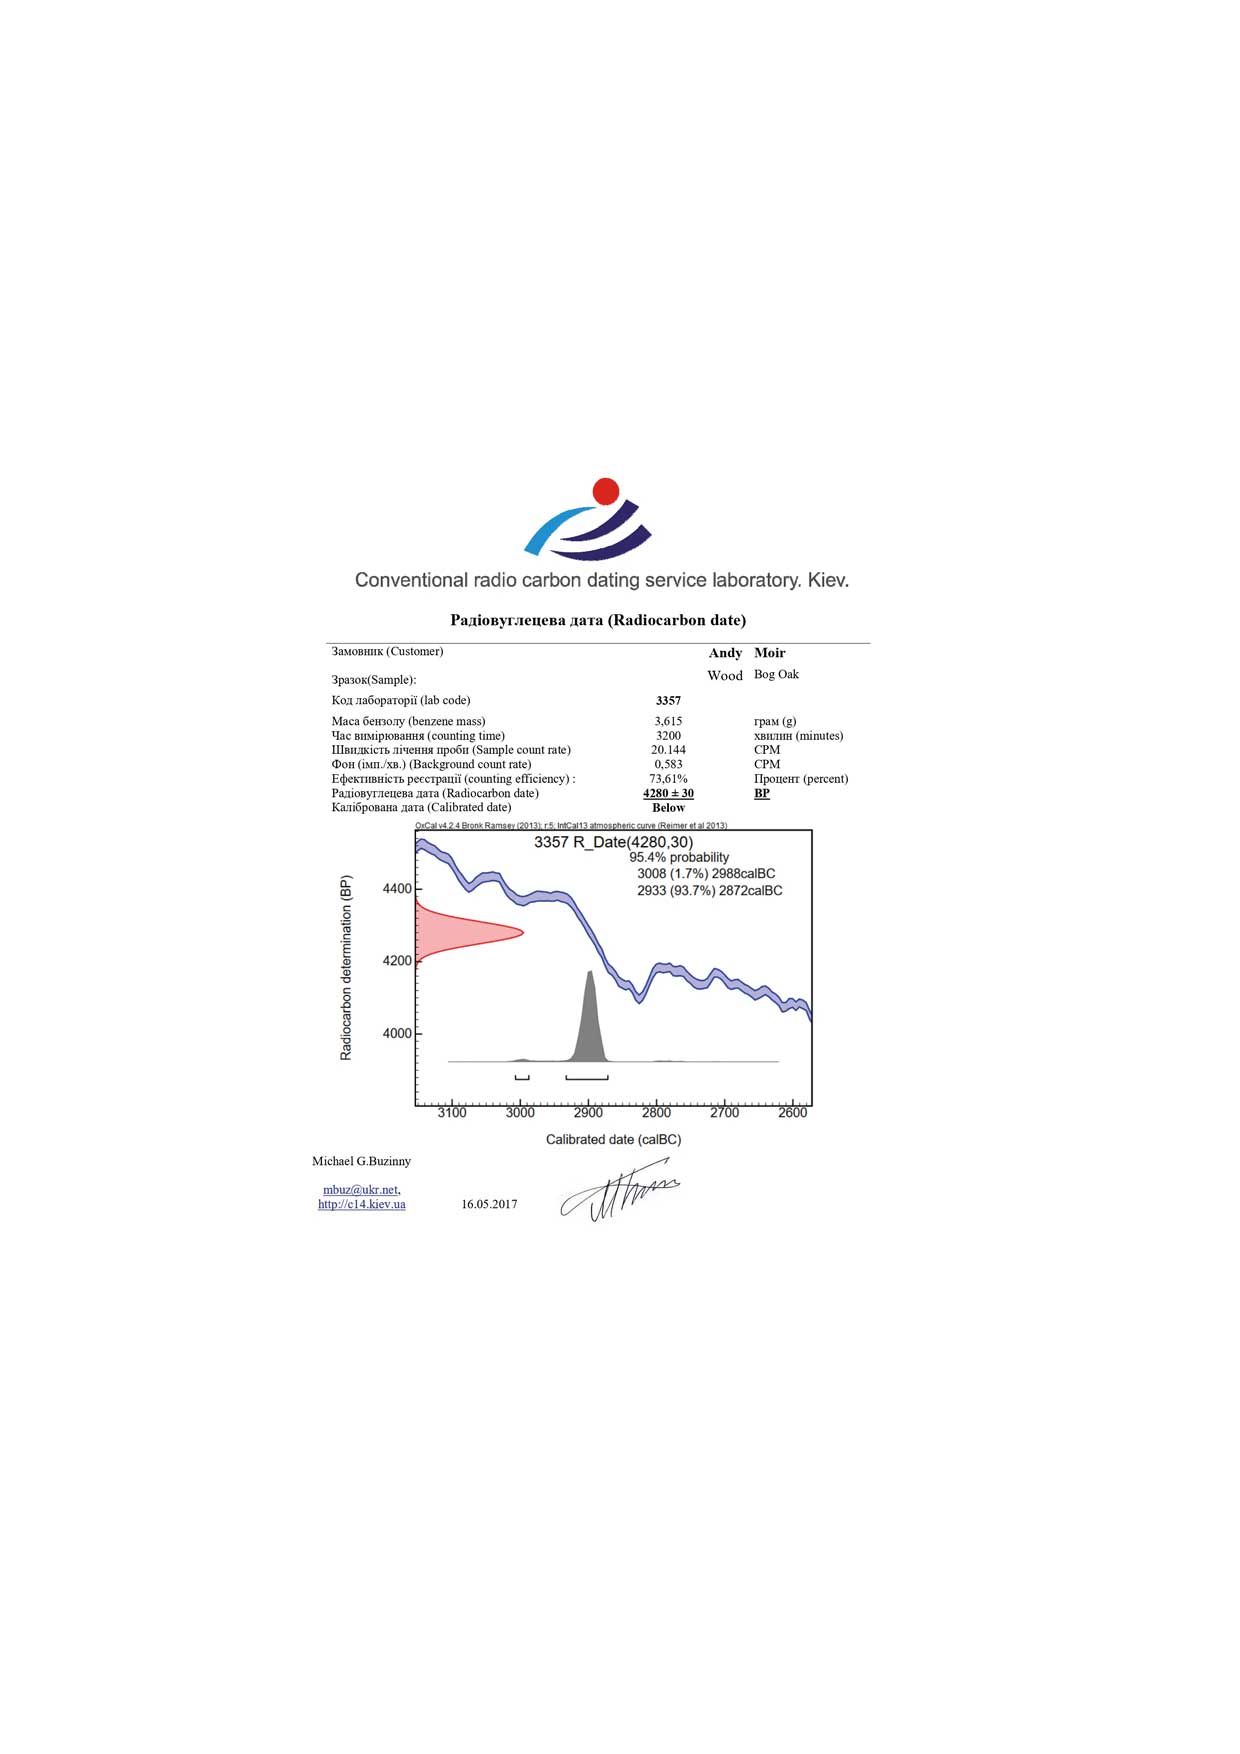 Conventional radio carbon dating service laboratory. Kiev.
Радіовуглецева дата (Radiocarbon date)
Замовник (Customer) Andy Moir
Зразок(Sample): Wood Bog Oak
Код лабораторії (lab code) 3357
Маса бензолу (benzene mass) 3,615 грам (g)
Час вимірювання (counting time) 3200 хвилин (minutes)
Швидкість лічення проби (Sample count rate) 20.144 CPM
Фон (імп./хв.) (Background count rate) 0,583 CPM
Ефективність реєстрації (counting efficiency) : 73,61% Процент (percent)
Радіовуглецева дата (Radiocarbon date) 4280 ± 30 BP
Калібрована дата (Calibrated date) Below
OxCal v4.2.4 Bronk Ramsey (2013); r:5; IntCal13 atmospheric curve (Reimer et al 2013)
3357 R_Date(4280,30)
95.4% probability
3008 (1.7%) 2988calBC
2933 (93.7%) 2872calBC
Radiocarbon determination (BP)
4400
4200
4000
3100 3000 2900 2800 2700 2600
Calibrated date (calBC)
Michael G.Buzinny
mbuz@ukr.net,
http://c14.kiev.ua 16.05.2017